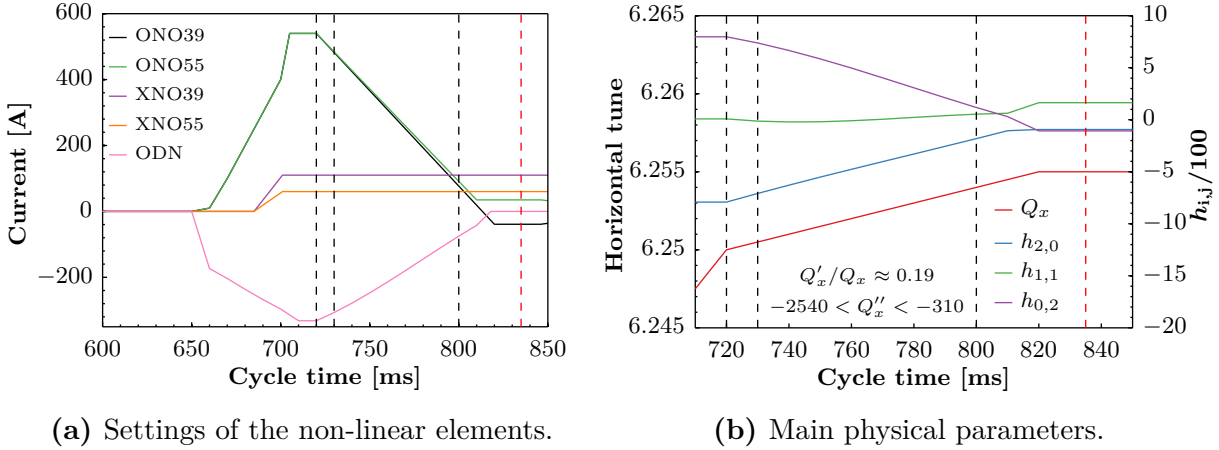 600
400
200
0
−200
600
650
700
750
800
850
Current [A]
Cycle time [ms]
ONO39
ONO55
XNO39
XNO55
ODN
(a) Settings of the non-linear elements.
6.265
6.26
6.255
6.25
6.245
720
740
760
780
800
820
840
10
5
0
−5
−10
−15
−20
Horizontal tune
Cycle time [ms]
h_{i,j}/100
Q_x
h_{2,0}
h_{1,1}
h_{0,2}
Q′_x/Q_x ≈ 0.19
−2540 < Q″_x < −310
(b) Main physical parameters.